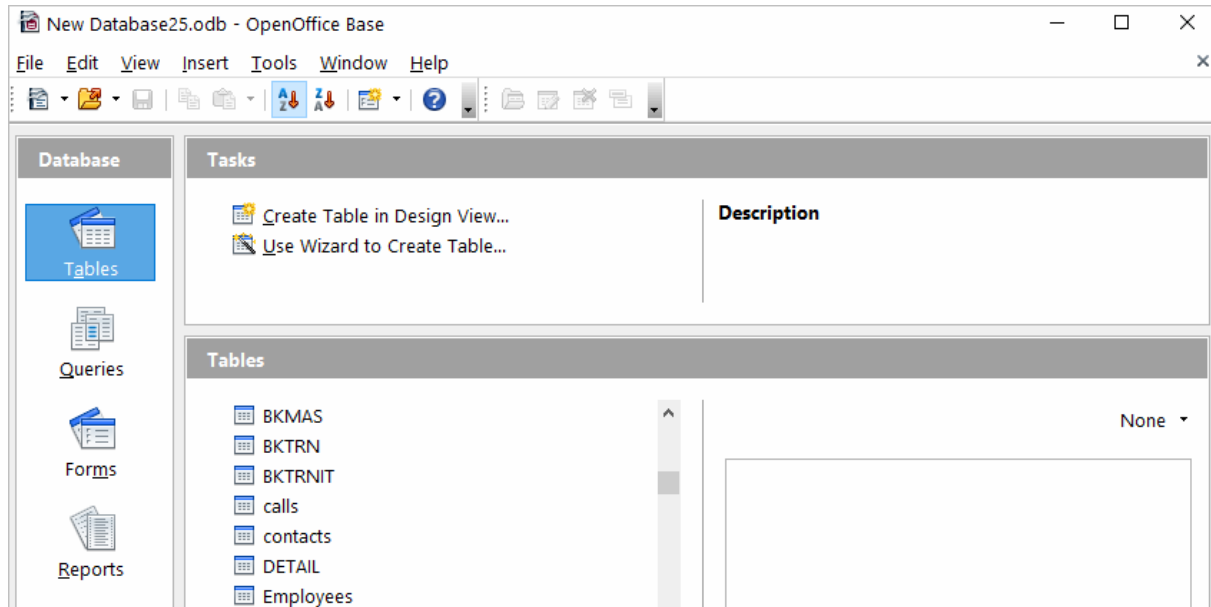 New Database25.odb - OpenOffice Base
File Edit View Insert Tools Window Help
Database
Tables
Queries
Forms
Reports
Tasks
Create Table in Design View...
Use Wizard to Create Table...
Description
Tables
BKMAS
BKTRN
BKTRNIT
calls
contacts
DETAIL
Employees
None